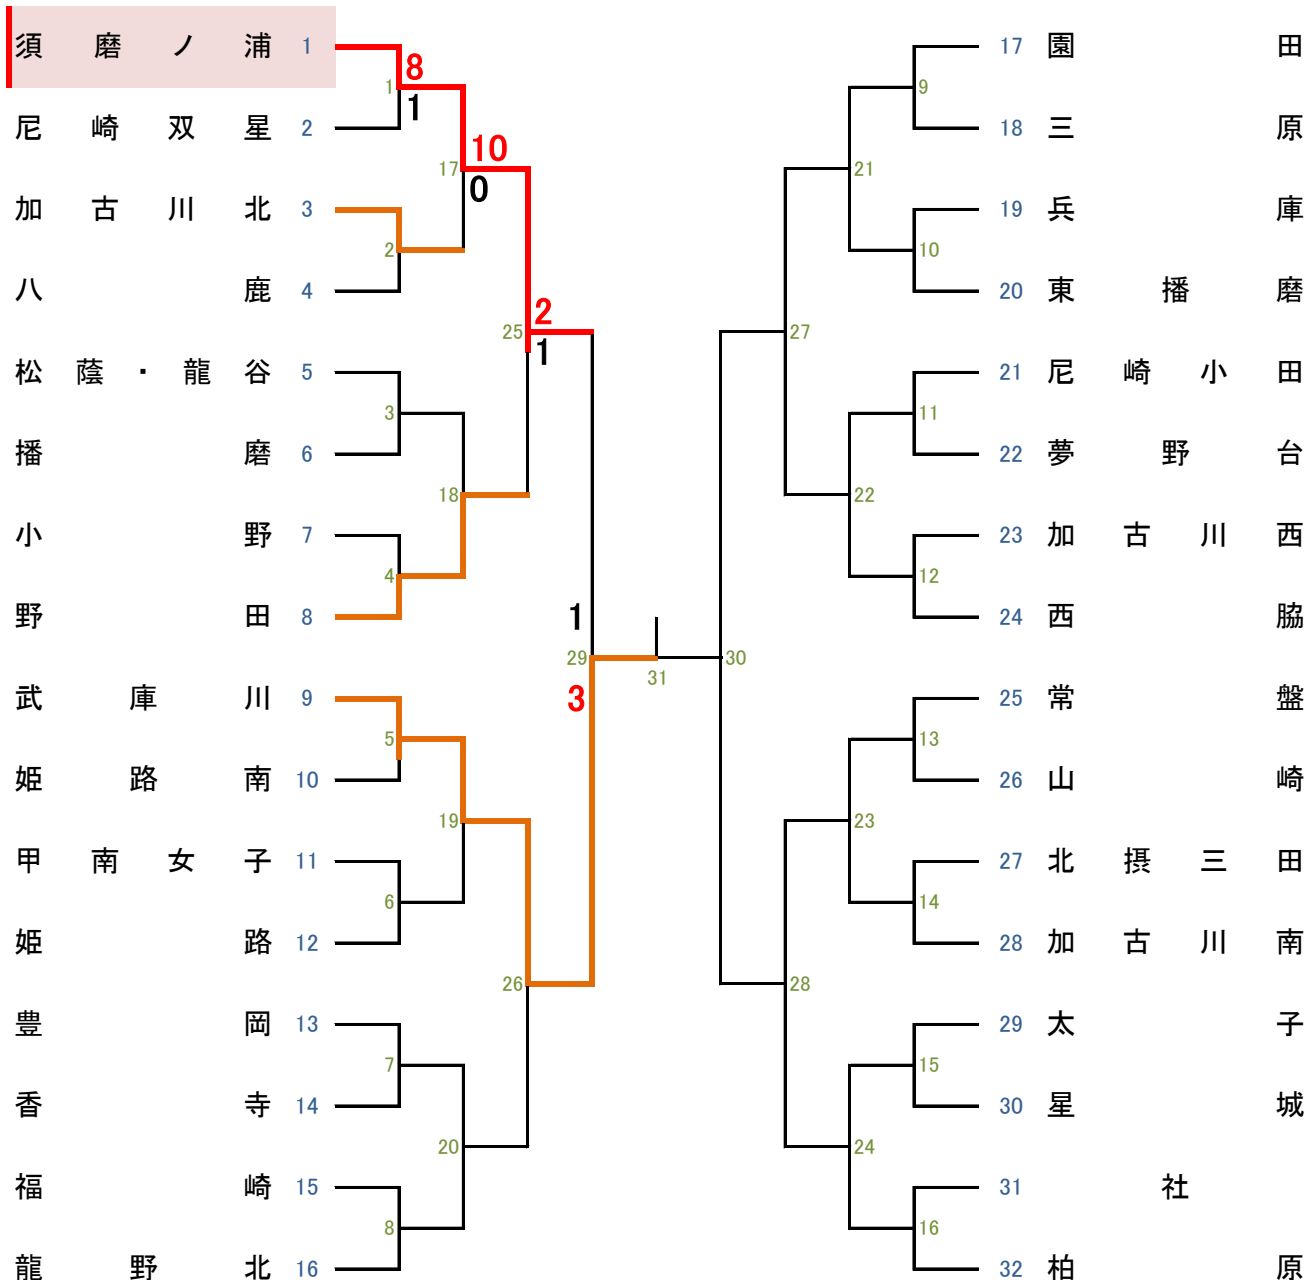 須磨ノ浦 1
尼崎双星 2
加古川北 3
八鹿 4
松蔭・龍谷 5
播磨 6
小野 7
野田 8
武庫川 9
姫路南 10
甲南女子 11
姫路 12
豊岡 13
香寺 14
福崎 15
龍野北 16
1
8
1
2
3
4
5
6
7
8
17
10
0
18
19
20
25
2
1
26
1
29
3
31
30
27
28
21
22
23
24
9
10
11
12
13
14
15
16
17 園田
18 三原
19 兵庫
20 東播磨
21 尼崎小田
22 夢野台
23 加古川西
24 西脇
25 常盤
26 山崎
27 北摂三田
28 加古川南
29 太子
30 星城
31 社
32 柏原